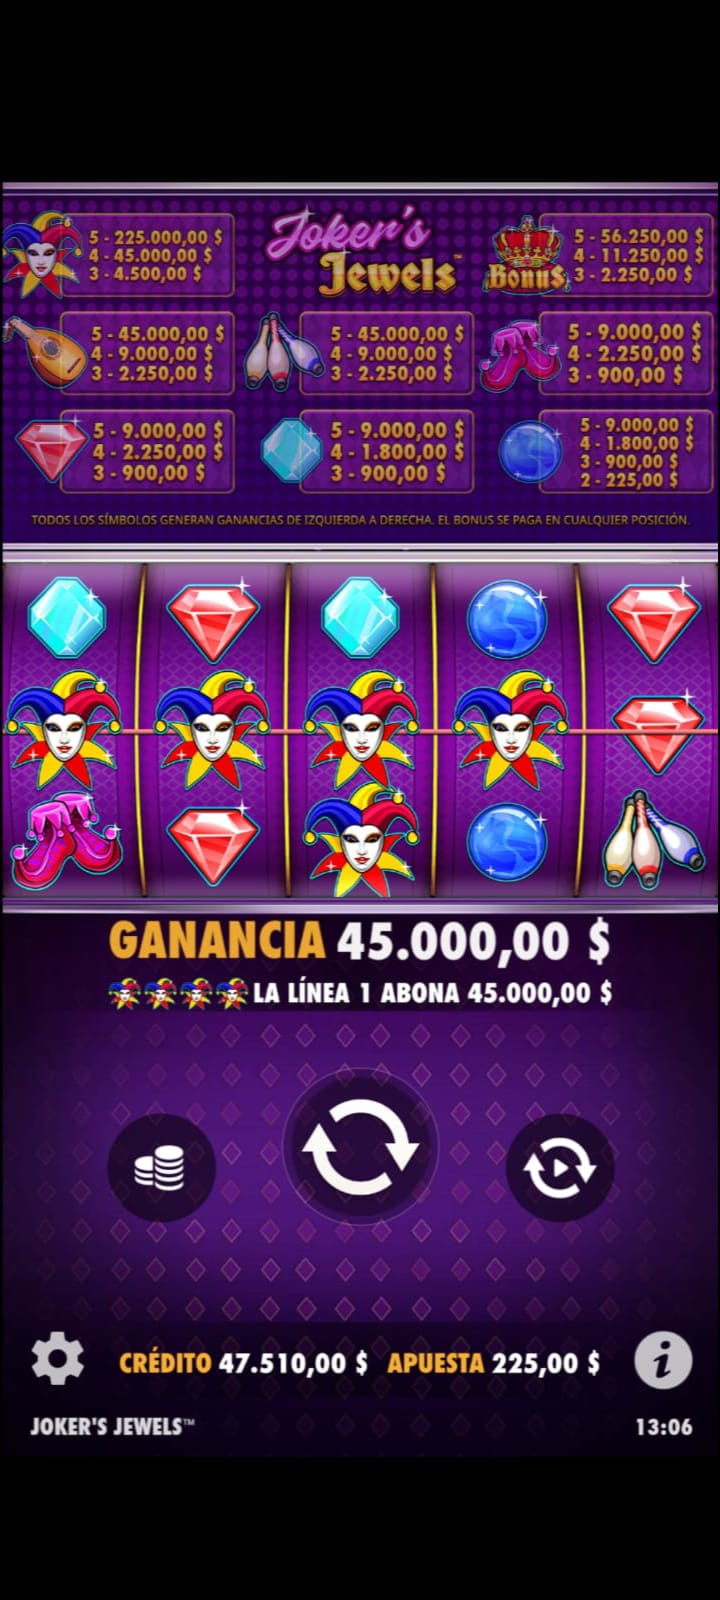 Joker's
Jewels™
5 - 225.000,00 $
4 - 45.000,00 $
3 - 4.500,00 $
Bonus
5 - 56.250,00 $
4 - 11.250,00 $
3 - 2.250,00 $
5 - 45.000,00 $
4 - 9.000,00 $
3 - 2.250,00 $
5 - 45.000,00 $
4 - 9.000,00 $
3 - 2.250,00 $
5 - 9.000,00 $
4 - 2.250,00 $
3 - 900,00 $
5 - 9.000,00 $
4 - 2.250,00 $
3 - 900,00 $
5 - 9.000,00 $
4 - 1.800,00 $
3 - 900,00 $
5 - 9.000,00 $
4 - 1.800,00 $
3 - 900,00 $
2 - 225,00 $
TODOS LOS SÍMBOLOS GENERAN GANANCIAS DE IZQUIERDA A DERECHA. EL BONUS SE PAGA EN CUALQUIER POSICIÓN.
GANANCIA 45.000,00 $
LA LÍNEA 1 ABONA 45.000,00 $
CRÉDITO 47.510,00 $ APUESTA 225,00 $
i
JOKER'S JEWELS™ 13:06